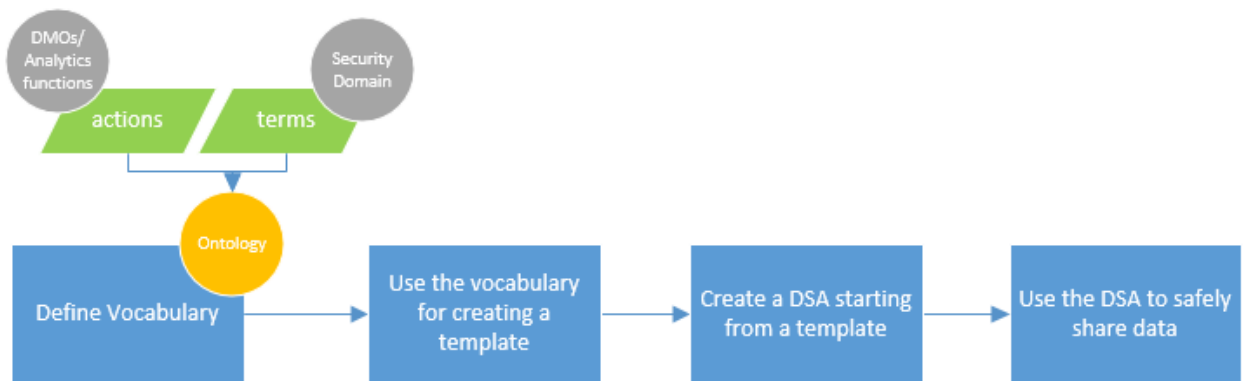 DMOs/
Analytics
functions
Security
Domain
actions
terms
Ontology
Define Vocabulary
Use the vocabulary
for creating a
template
Create a DSA starting
from a template
Use the DSA to safely
share data